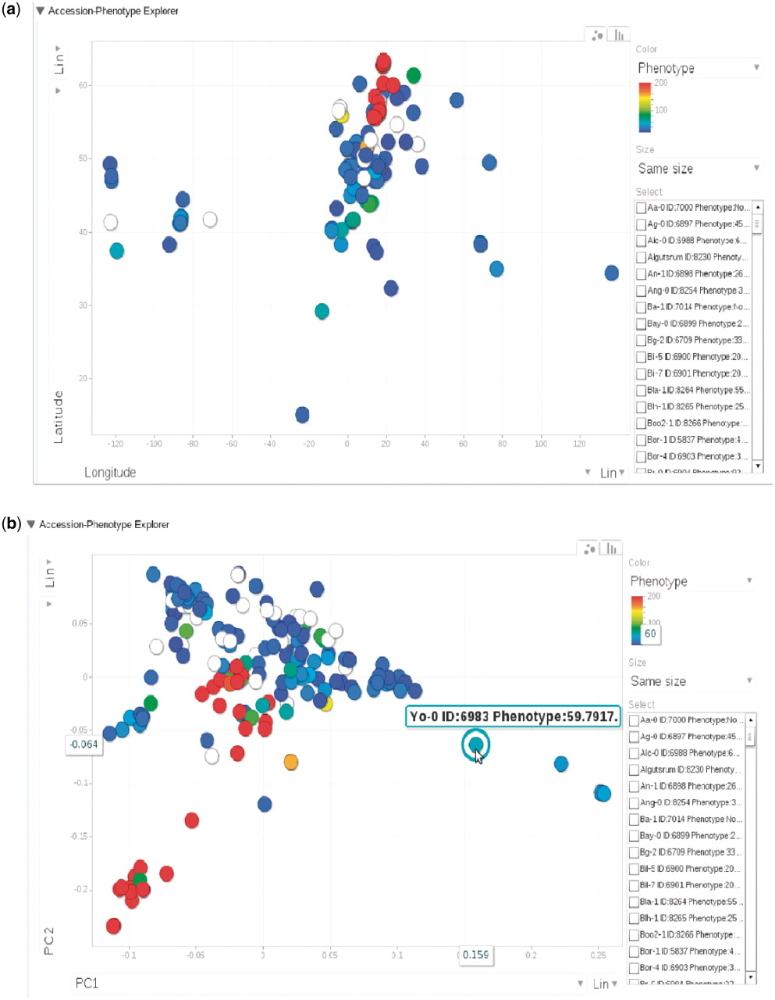 (a)
Accession-Phenotype Explorer
Lin
60
50
40
30
20
Latitude
-120 -100 -80 -60 -40 -20 0 20 40 60 80 100 120
Longitude
Lin
Color
Phenotype
200
100
Size
Same size
Select
Aa-0 ID:7000 Phenotype:No...
Ag-0 ID:6897 Phenotype:45...
Alc-0 ID:6988 Phenotype:6...
Algutsrum ID:8230 Phenoty...
An-1 ID:6898 Phenotype:26...
Ang-0 ID:8254 Phenotype 3...
Ba-1 ID:7014 Phenotype:No...
Bay-0 ID:6899 Phenotype:2...
Bg-2 ID:6709 Phenotype:33...
Bi-5 ID:6900 Phenotype:20...
Bi-7 ID:6901 Phenotype:20...
Bla-1 ID:8264 Phenotype:55...
Blh-1 ID:8265 Phenotype:25...
Boo2-1 ID:8266 Phenotype:...
Bor-1 ID:5837 Phenotype:4...
Bor-4 ID:6903 Phenotype:3...
(b)
Accession-Phenotype Explorer
Lin
0.05
0
-0.05
-0.064
-0.1
-0.15
-0.2
PC2
Yo-0 ID:6983 Phenotype:59.7917.
-0.1 -0.05 0 0.05 0.1 0.159 0.2 0.25
PC1
Lin
Color
Phenotype
200
100
60
Size
Same size
Select
Aa-0 ID:7000 Phenotype:No...
Ag-0 ID:6897 Phenotype:45...
Alc-0 ID:6988 Phenotype:6...
Algutsrum ID:8230 Phenoty...
An-1 ID:6898 Phenotype:26...
Ang-0 ID:8254 Phenotype:3...
Ba-1 ID:7014 Phenotype No...
Bay-0 ID:6899 Phenotype:2...
Bg-2 ID:6709 Phenotype 33...
Bil-5 ID:6900 Phenotype:20...
Bil-7 ID:6901 Phenotype:20...
Bla-1 ID:8264 Phenotype:55...
Blh-1 ID:8265 Phenotype:25...
Boo2-1 ID:8266 Phenotype:...
Bor-1 ID:5837 Phenotype:4...
Bor-4 ID:6903 Phenotype:3...